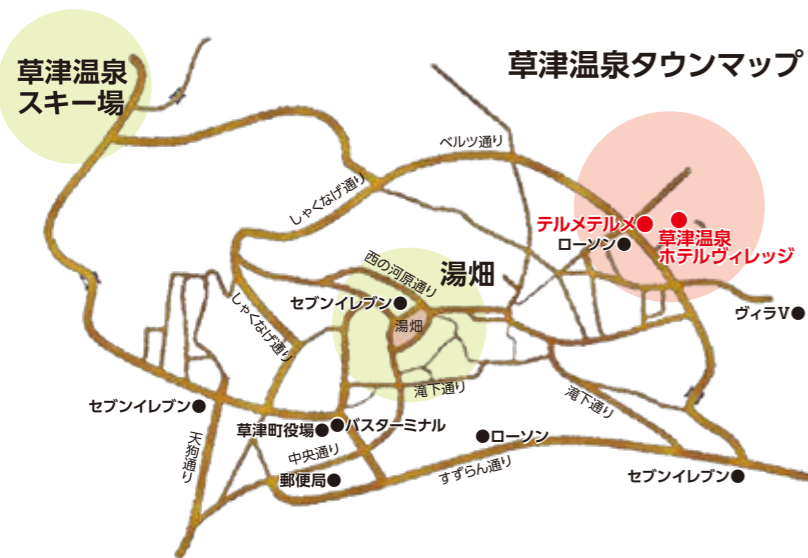 草津温泉
スキー場
草津温泉タウンマップ
ベルツ通り
しゃくなげ通り
テルメテルメ
ローソン
草津温泉
ホテルヴィレッジ
西の河原通り
湯畑
セブンイレブン
湯畑
ヴィラV
しゃくなげ通り
滝下通り
滝下通り
セブンイレブン
草津町役場
バスターミナル
ローソン
天狗通り
中央通り
すずらん通り
郵便局
セブンイレブン